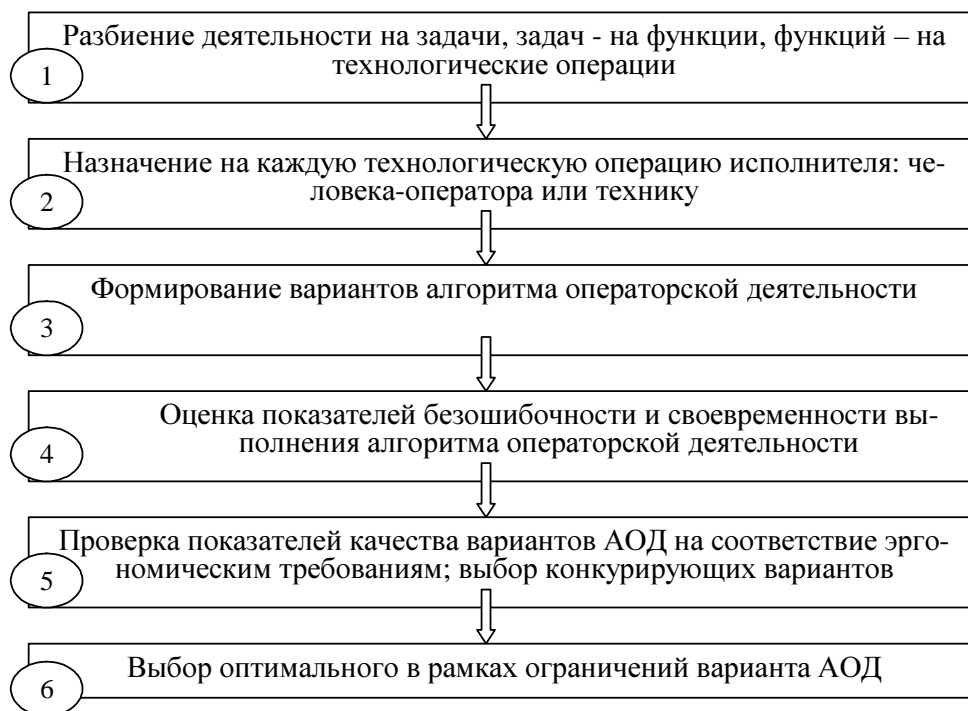 Разбиение деятельности на задачи, задач - на функции, функций – на
технологические операции
1
Назначение на каждую технологическую операцию исполнителя: че-
ловека-оператора или технику
2
Формирование вариантов алгоритма операторской деятельности
3
Оценка показателей безошибочности и своевременности вы-
полнения алгоритма операторской деятельности
4
Проверка показателей качества вариантов АОД на соответствие эрго-
номическим требованиям; выбор конкурирующих вариантов
5
Выбор оптимального в рамках ограничений варианта АОД
6